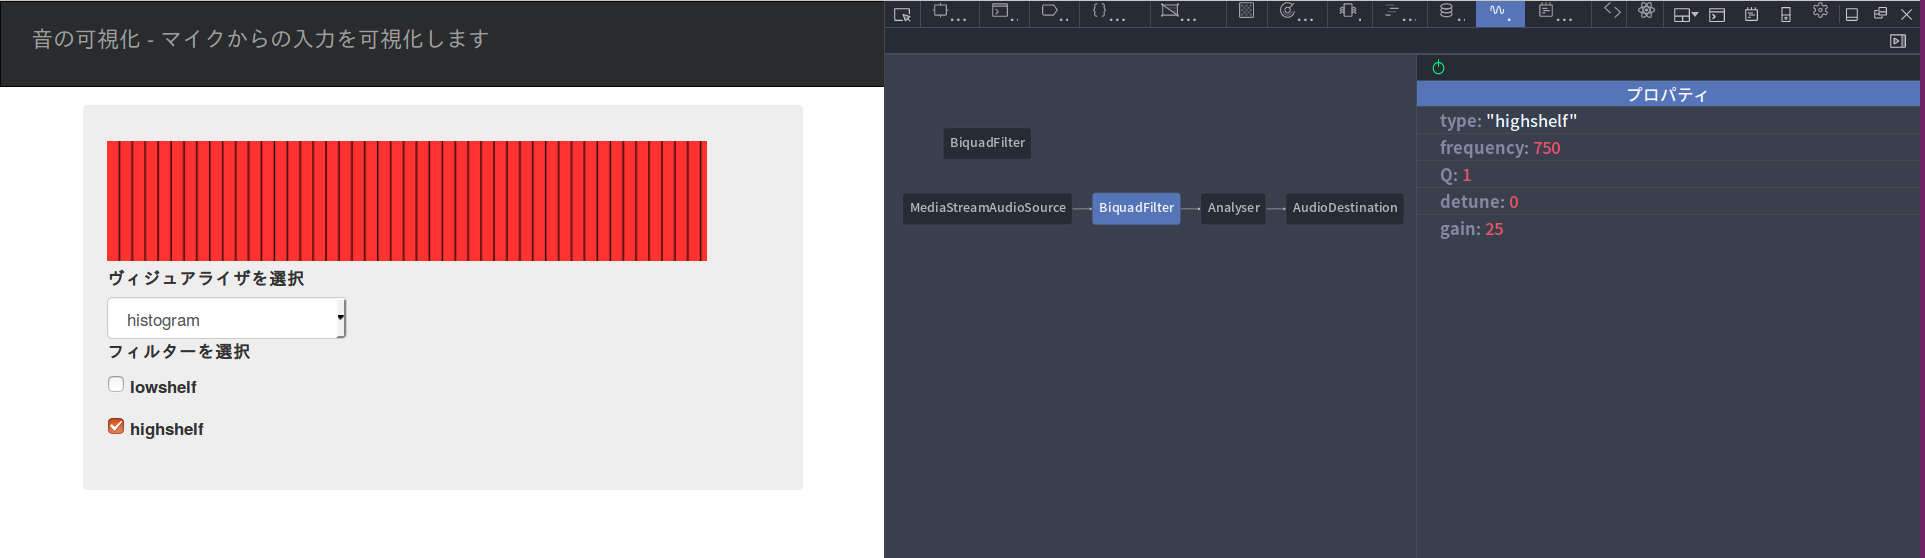 音の可視化 - マイクからの入力を可視化します
ヴィジュアライザを選択
histogram
フィルターを選択
lowshelf
highshelf
BiquadFilter
MediaStreamAudioSource
BiquadFilter
Analyser
AudioDestination
プロパティ
type: "highshelf"
frequency: 750
Q: 1
detune: 0
gain: 25